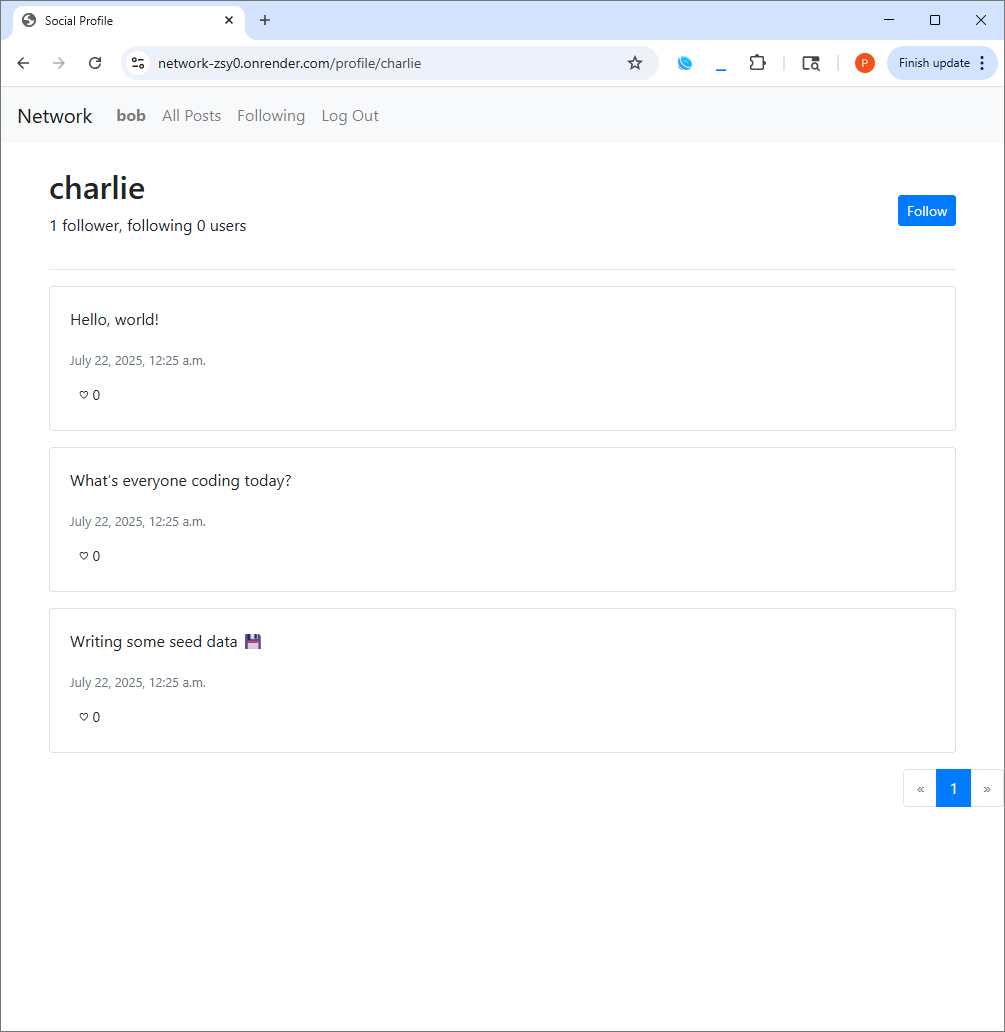 Social Profile
network-zsy0.onrender.com/profile/charlie
P
Finish update
Network bob All Posts Following Log Out
charlie
1 follower, following 0 users
Follow
Hello, world!
July 22, 2025, 12:25 a.m.
♡ 0
What's everyone coding today?
July 22, 2025, 12:25 a.m.
♡ 0
Writing some seed data 💾
July 22, 2025, 12:25 a.m.
♡ 0
« 1 »